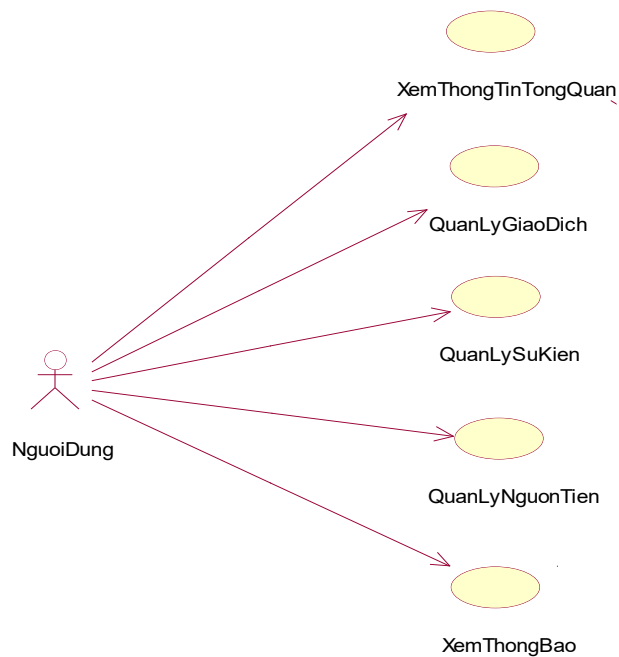 XemThongTinTongQuan
QuanLyGiaoDich
QuanLySuKien
NguoiDung
QuanLyNguonTien
XemThongBao